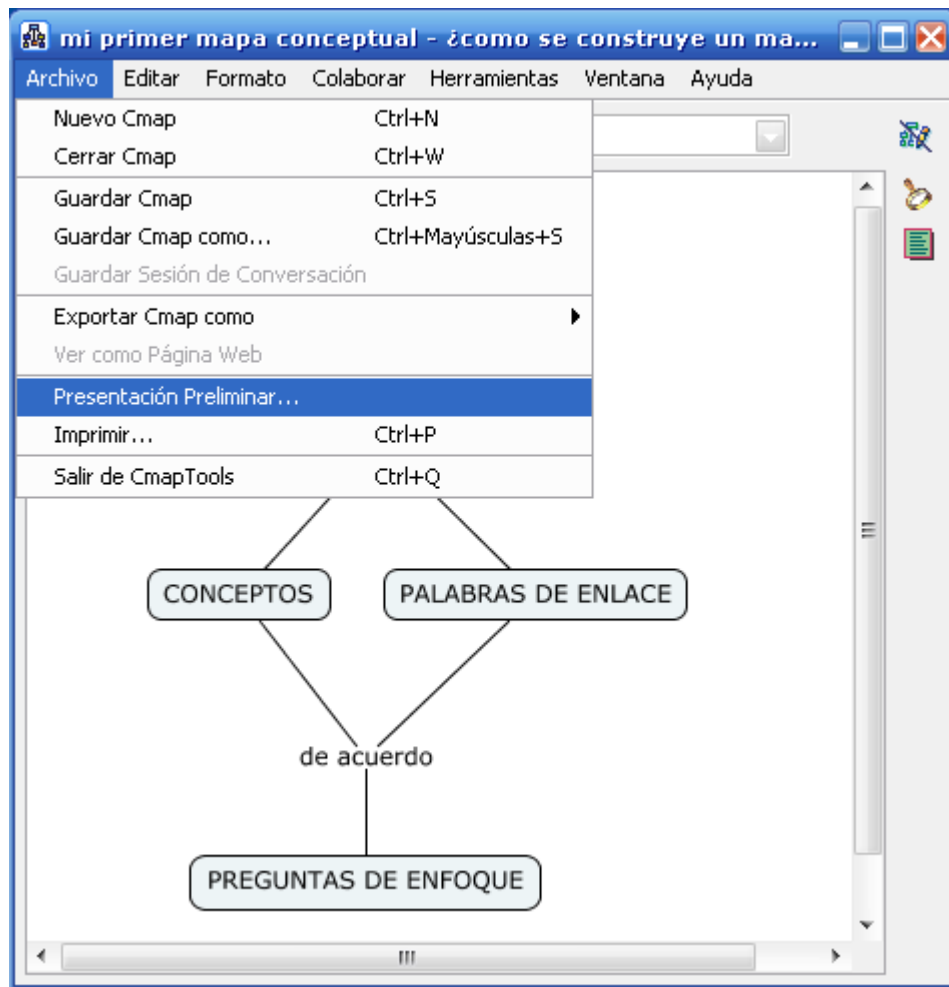 mi primer mapa conceptual - ¿como se construye un ma...
Archivo Editar Formato Colaborar Herramientas Ventana Ayuda
Nuevo Cmap Ctrl+N
Cerrar Cmap Ctrl+W
Guardar Cmap Ctrl+S
Guardar Cmap como... Ctrl+Mayúsculas+S
Guardar Sesión de Conversación
Exportar Cmap como
Ver como Página Web
Presentación Preliminar...
Imprimir... Ctrl+P
Salir de CmapTools Ctrl+Q
CONCEPTOS PALABRAS DE ENLACE
de acuerdo
PREGUNTAS DE ENFOQUE